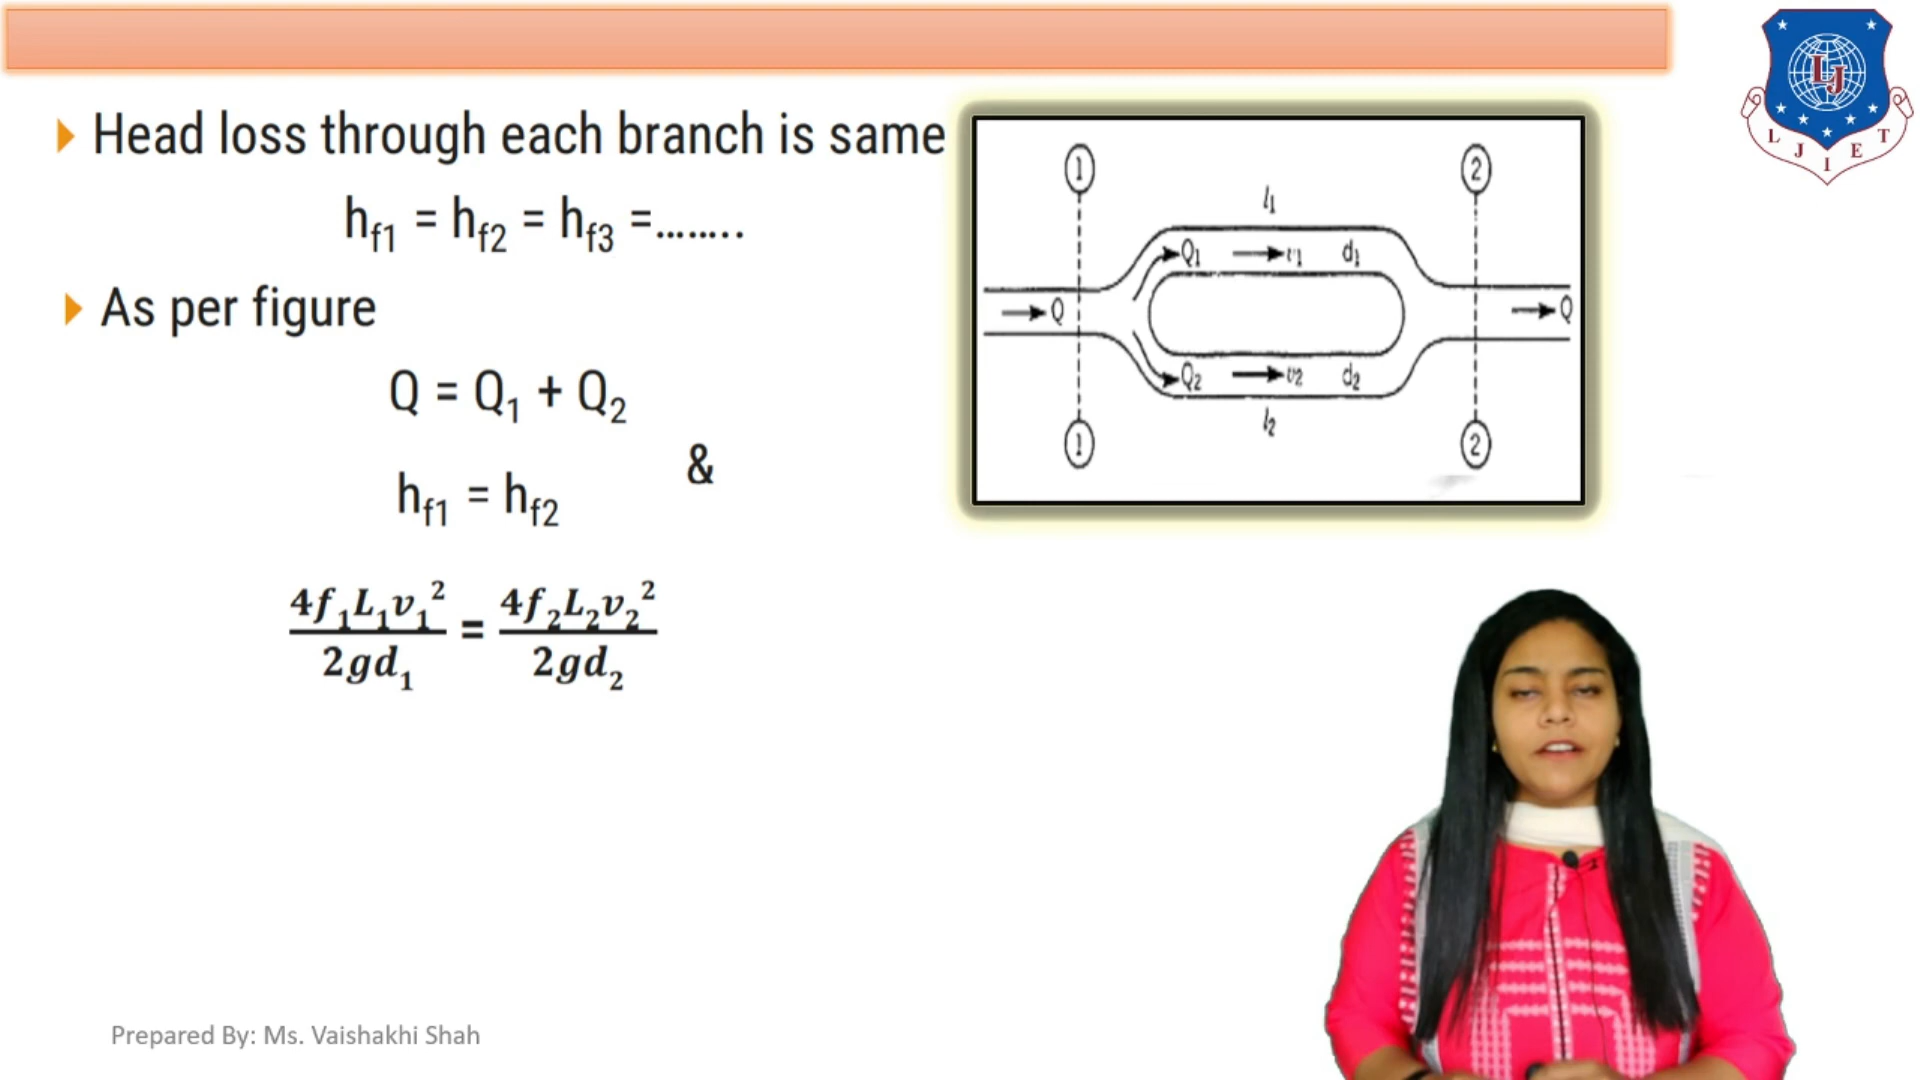 Head loss through each branch is same
hf1 = hf2 = hf3 =........
As per figure
Q = Q1 + Q2
&
hf1 = hf2
4f1L1v1² / 2gd1 = 4f2L2v2² / 2gd2
1
2
l1
Q1 v1 d1
Q
Q
Q2 v2 d2
l2
1
2
LJ
L J I E T
Prepared By: Ms. Vaishakhi Shah